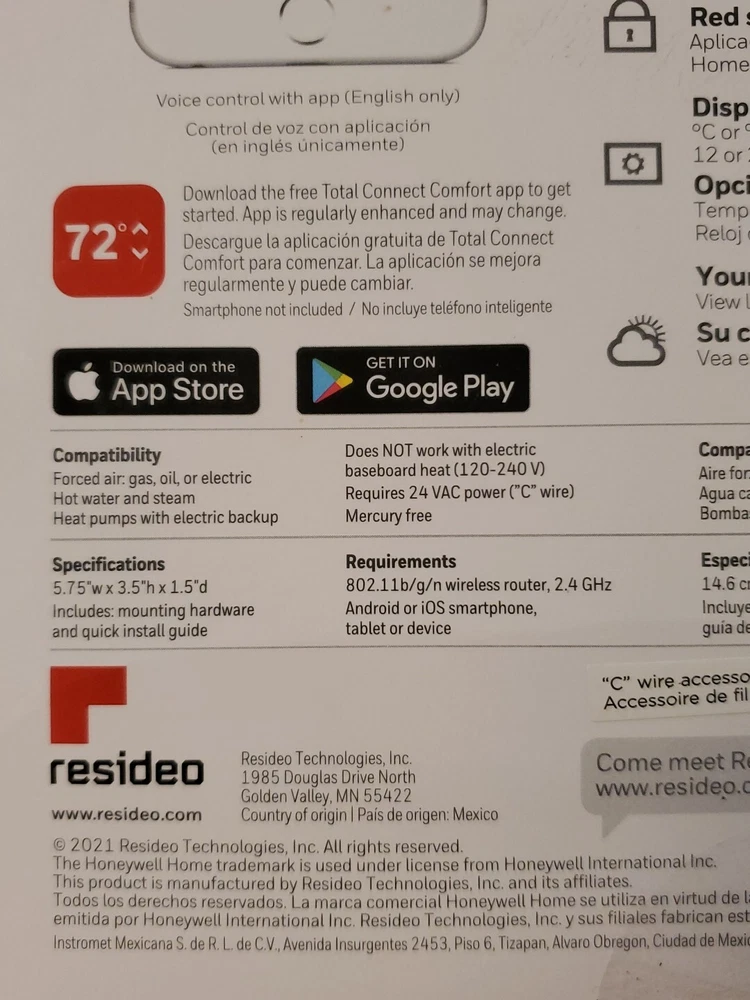 Voice control with app (English only)
Control de voz con aplicación
(en inglés únicamente)
72°
Download the free Total Connect Comfort app to get
started. App is regularly enhanced and may change.
Descargue la aplicación gratuita de Total Connect
Comfort para comenzar. La aplicación se mejora
regularmente y puede cambiar.
Smartphone not included / No incluye teléfono inteligente
Download on the
App Store
GET IT ON
Google Play
Red
Aplica
Home
Disp
°C or °
12 or
Opci
Temp
Reloj
Your
View l
Su c
Vea e
Compatibility
Forced air: gas, oil, or electric
Hot water and steam
Heat pumps with electric backup
Does NOT work with electric
baseboard heat (120-240 V)
Requires 24 VAC power ("C" wire)
Mercury free
Compa
Aire for
Agua ca
Bombas
Specifications
5.75"w x 3.5"h x 1.5"d
Includes: mounting hardware
and quick install guide
Requirements
802.11b/g/n wireless router, 2.4 GHz
Android or iOS smartphone,
tablet or device
Especi
14.6 cm
Incluye
guía de
"C" wire accesso
Accessoire de fil
resideo
www.resideo.com
Resideo Technologies, Inc.
1985 Douglas Drive North
Golden Valley, MN 55422
Country of origin | País de origen: Mexico
Come meet Re
www.resideo.c
© 2021 Resideo Technologies, Inc. All rights reserved.
The Honeywell Home trademark is used under license from Honeywell International Inc.
This product is manufactured by Resideo Technologies, Inc. and its affiliates.
Todos los derechos reservados. La marca comercial Honeywell Home se utiliza en virtud de la
emitida por Honeywell International Inc. Resideo Technologies, Inc. y sus filiales fabrican est
Instromet Mexicana S. de R. L. de C.V., Avenida Insurgentes 2453, Piso 6, Tizapan, Alvaro Obregon, Ciudad de Mexic